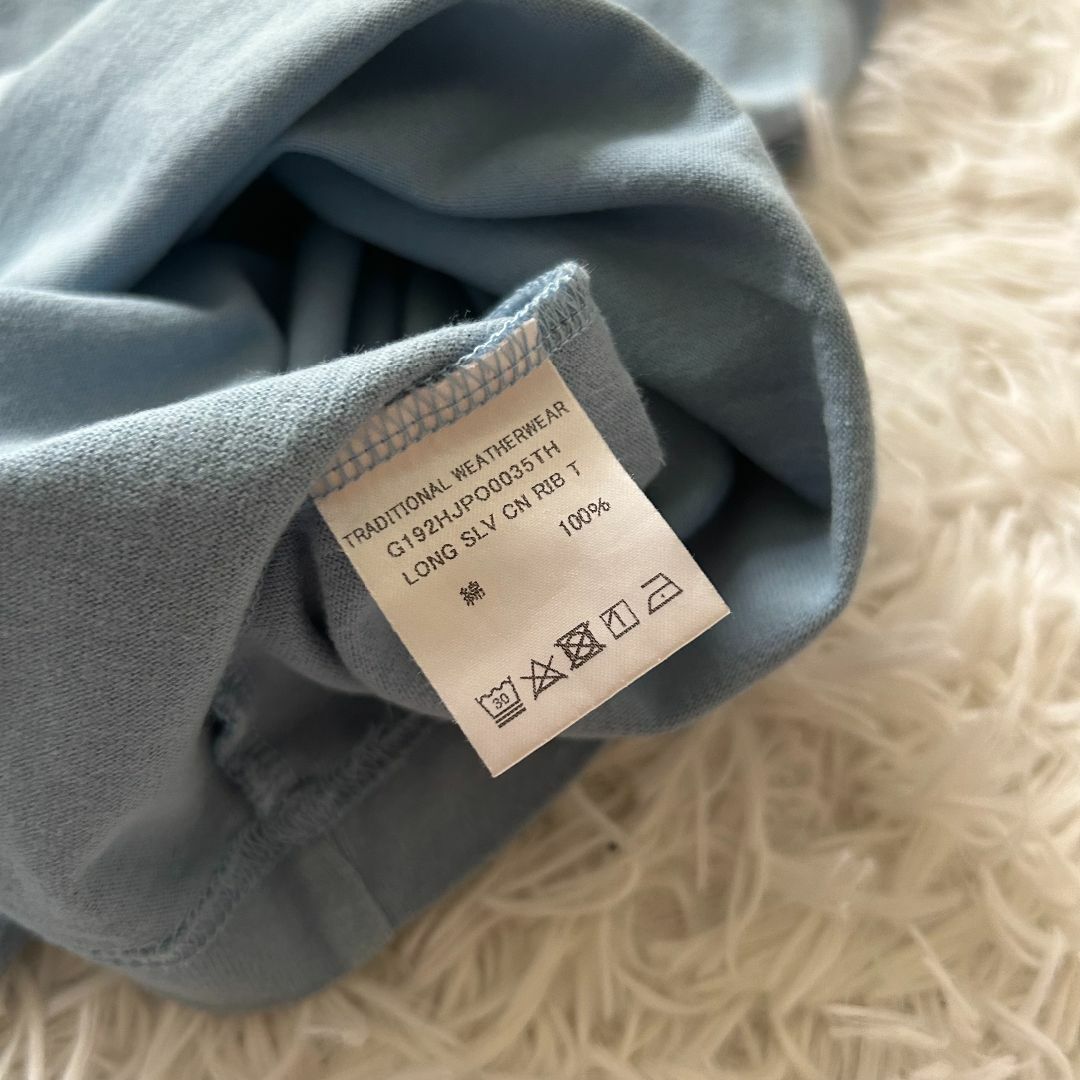 TRADITIONAL WEATHERWEAR
G192HJPO0035TH
LONG SLV CN RIB T
綿 100%
30